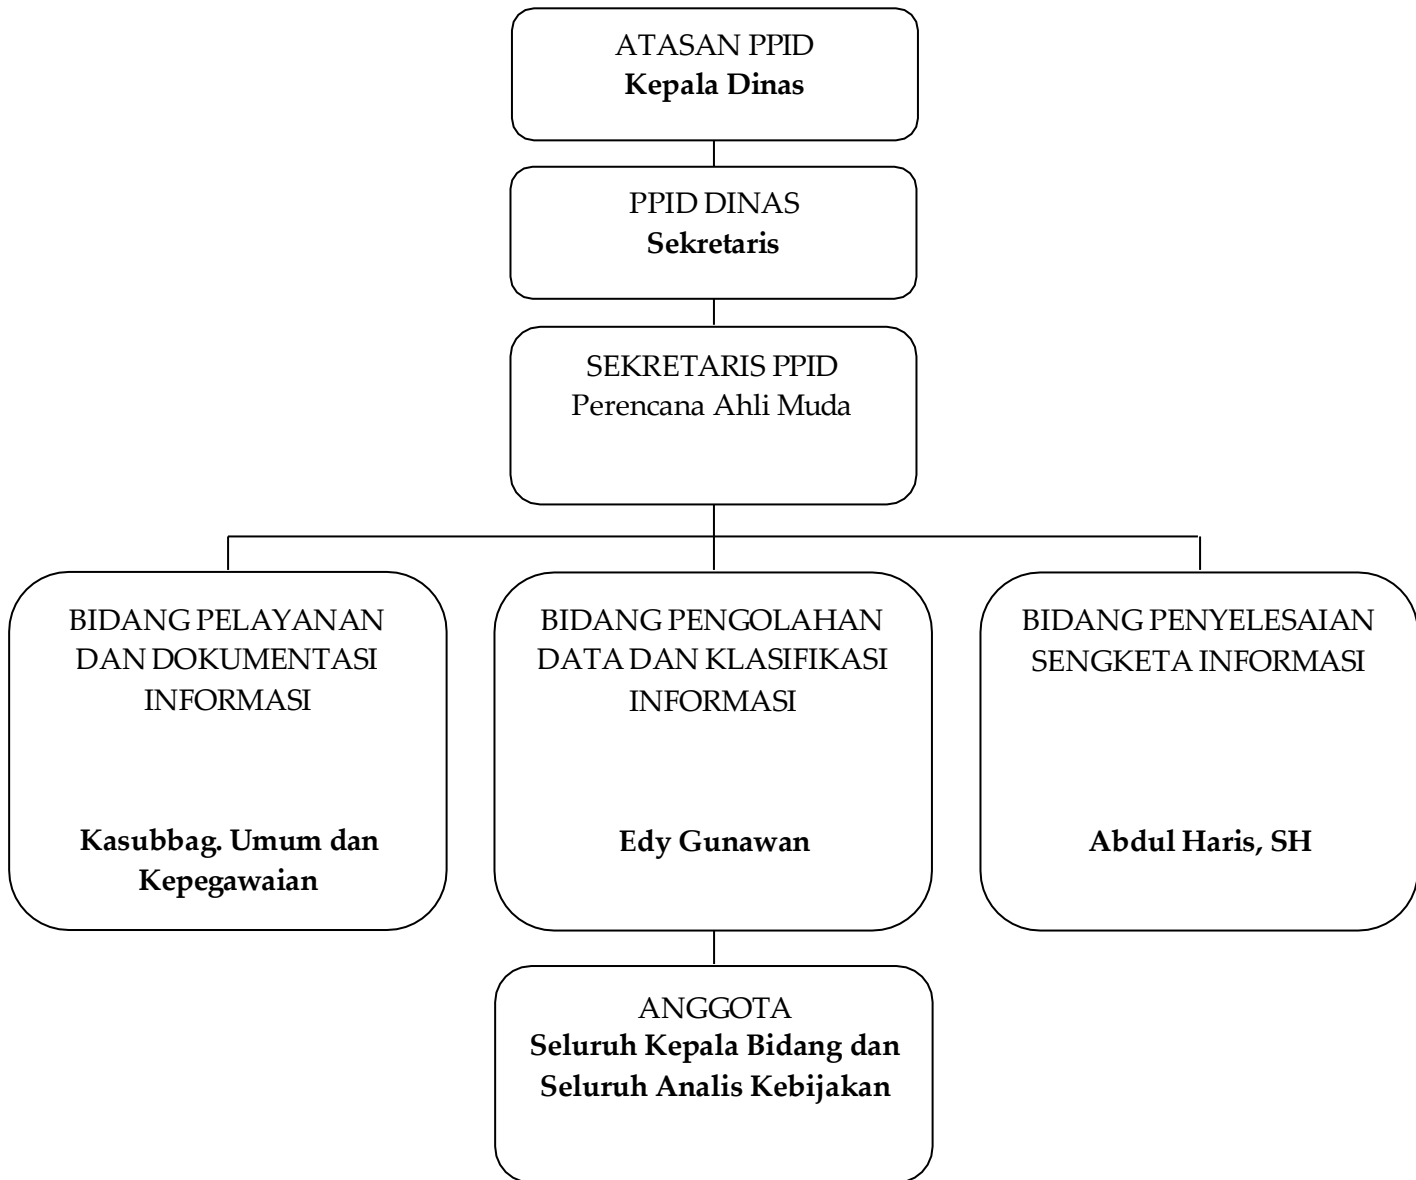 ATASAN PPID
Kepala Dinas
PPID DINAS
Sekretaris
SEKRETARIS PPID
Perencana Ahli Muda
BIDANG PELAYANAN
DAN DOKUMENTASI
INFORMASI
Kasubbag. Umum dan
Kepegawaian
BIDANG PENGOLAHAN
DATA DAN KLASIFIKASI
INFORMASI
Edy Gunawan
BIDANG PENYELESAIAN
SENGKETA INFORMASI
Abdul Haris, SH
ANGGOTA
Seluruh Kepala Bidang dan
Seluruh Analis Kebijakan